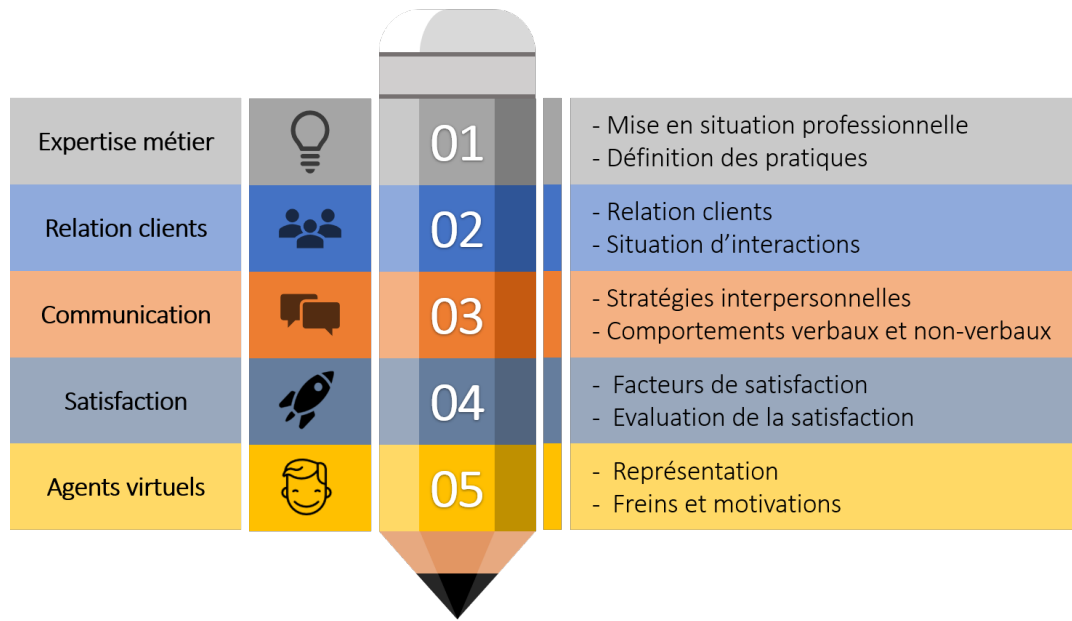 Expertise métier
01
- Mise en situation professionnelle
- Définition des pratiques
Relation clients
02
- Relation clients
- Situation d’interactions
Communication
03
- Stratégies interpersonnelles
- Comportements verbaux et non-verbaux
Satisfaction
04
- Facteurs de satisfaction
- Evaluation de la satisfaction
Agents virtuels
05
- Représentation
- Freins et motivations